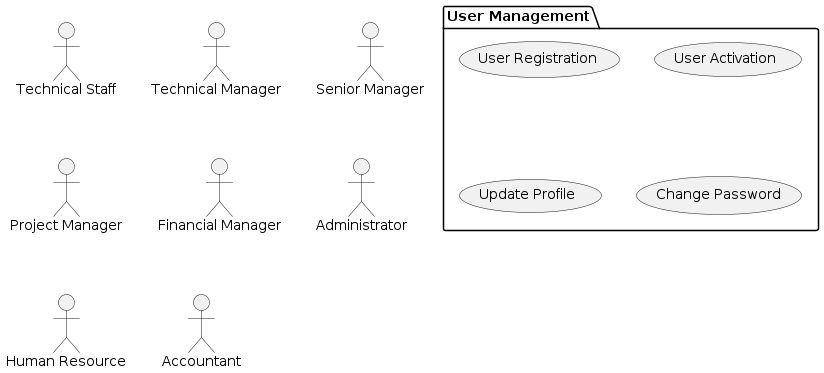 User Management
Technical Staff
Technical Manager
Senior Manager
User Registration
User Activation
Project Manager
Financial Manager
Administrator
Update Profile
Change Password
Human Resource
Accountant